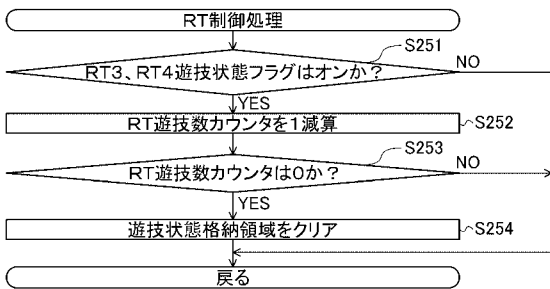 RT制御処理
S251
RT3、RT4遊技状態フラグはオンか？
NO
YES
RT遊技数カウンタを1減算
S252
S253
RT遊技数カウンタは0か？
NO
YES
遊技状態格納領域をクリア
S254
戻る